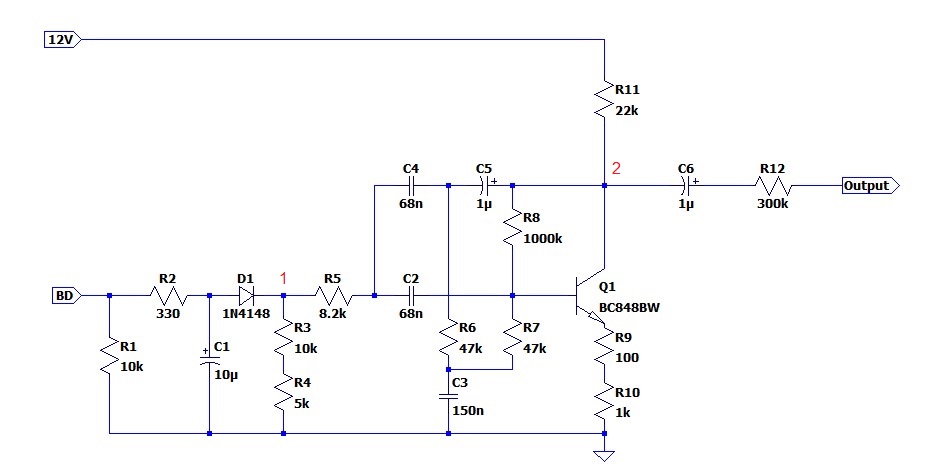 12V
R11
22k
2
C4
68n
C5
+
1µ
C6
+
1µ
R12
300k
Output
R8
1000k
BD
R2
330
D1
1N4148
1
R5
8.2k
C2
68n
Q1
BC848BW
R1
10k
+
C1
10µ
R3
10k
R4
5k
R6
47k
R7
47k
C3
150n
R9
100
R10
1k